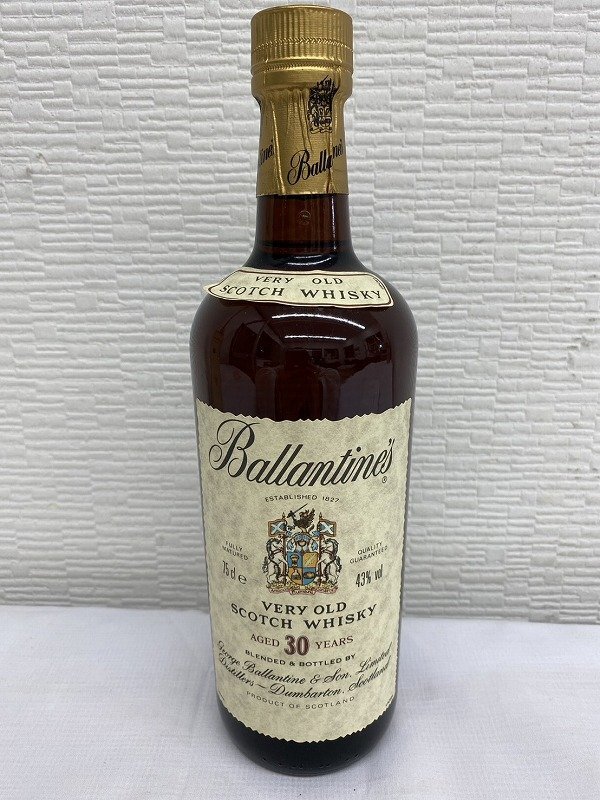 Ballantine's
VERY OLD
SCOTCH WHISKY
Ballantine's®
ESTABLISHED 1827
FULLY
MATURED
QUALITY
GUARANTEED
75cl e
43% vol
VERY OLD
SCOTCH WHISKY
AGED 30 YEARS
BLENDED & BOTTLED BY
George Ballantine & Son, Limited
Distillers — Dumbarton, Scotland
PRODUCT OF SCOTLAND